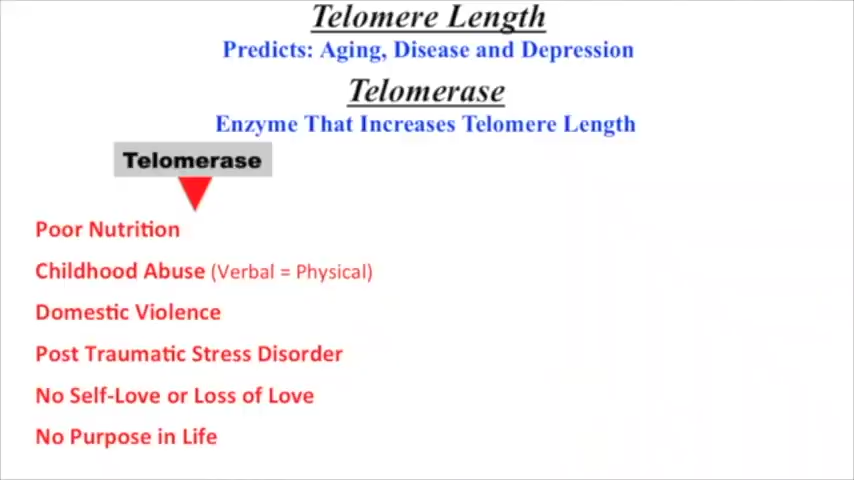 Telomere Length
Predicts: Aging, Disease and Depression
Telomerase
Enzyme That Increases Telomere Length
Telomerase
Poor Nutrition
Childhood Abuse (Verbal = Physical)
Domestic Violence
Post Traumatic Stress Disorder
No Self-Love or Loss of Love
No Purpose in Life